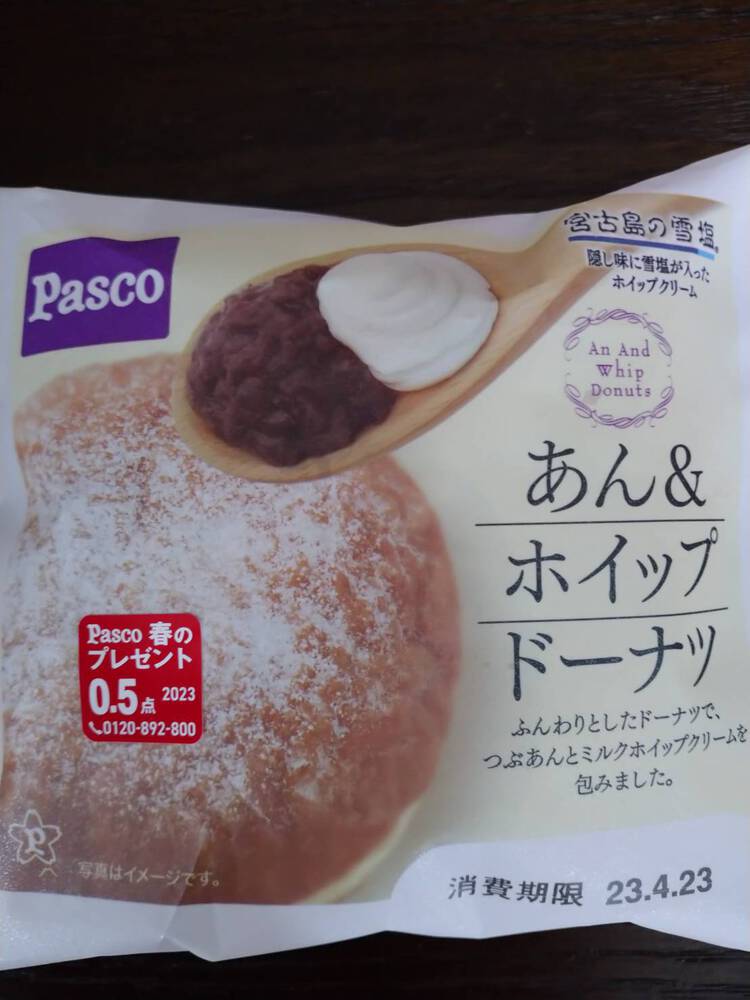 Pasco
宮古島の雪塩®
隠し味に雪塩が入った
ホイップクリーム
An And
Whip
Donuts
あん&
ホイップ
ドーナツ
ふんわりとしたドーナツで、
つぶあんとミルクホイップクリームを
包みました。
Pasco 春の
プレゼント
0.5点 2023
0120-892-800
P
写真はイメージです。
消費期限 23.4.23